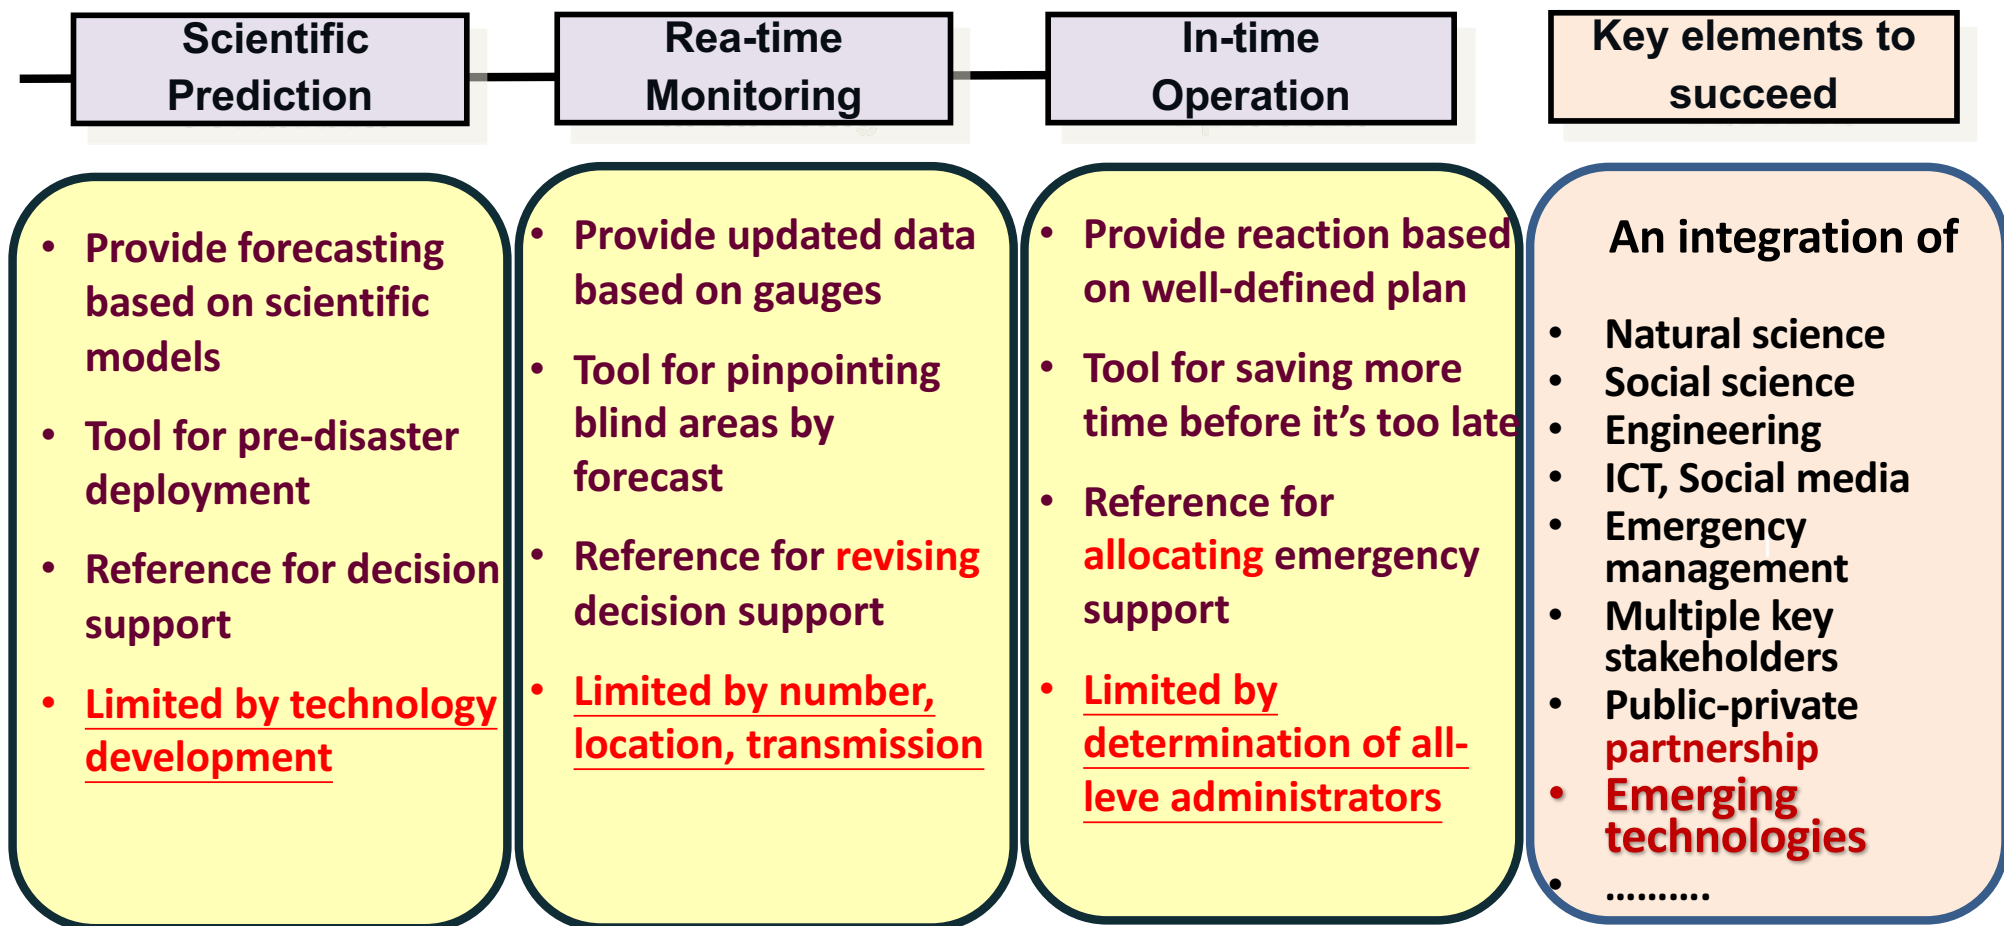 Scientific
Prediction
Rea-time
Monitoring
In-time
Operation
Key elements to
succeed
• Provide forecasting
based on scientific
models
• Tool for pre-disaster
deployment
• Reference for decision
support
• Limited by technology
development
• Provide updated data
based on gauges
• Tool for pinpointing
blind areas by
forecast
• Reference for revising
decision support
• Limited by number,
location, transmission
• Provide reaction based
on well-defined plan
• Tool for saving more
time before it’s too late
• Reference for
allocating emergency
support
• Limited by
determination of all-
leve administrators
An integration of
• Natural science
• Social science
• Engineering
• ICT, Social media
• Emergency
management
• Multiple key
stakeholders
• Public-private
partnership
• Emerging
technologies
• ..........